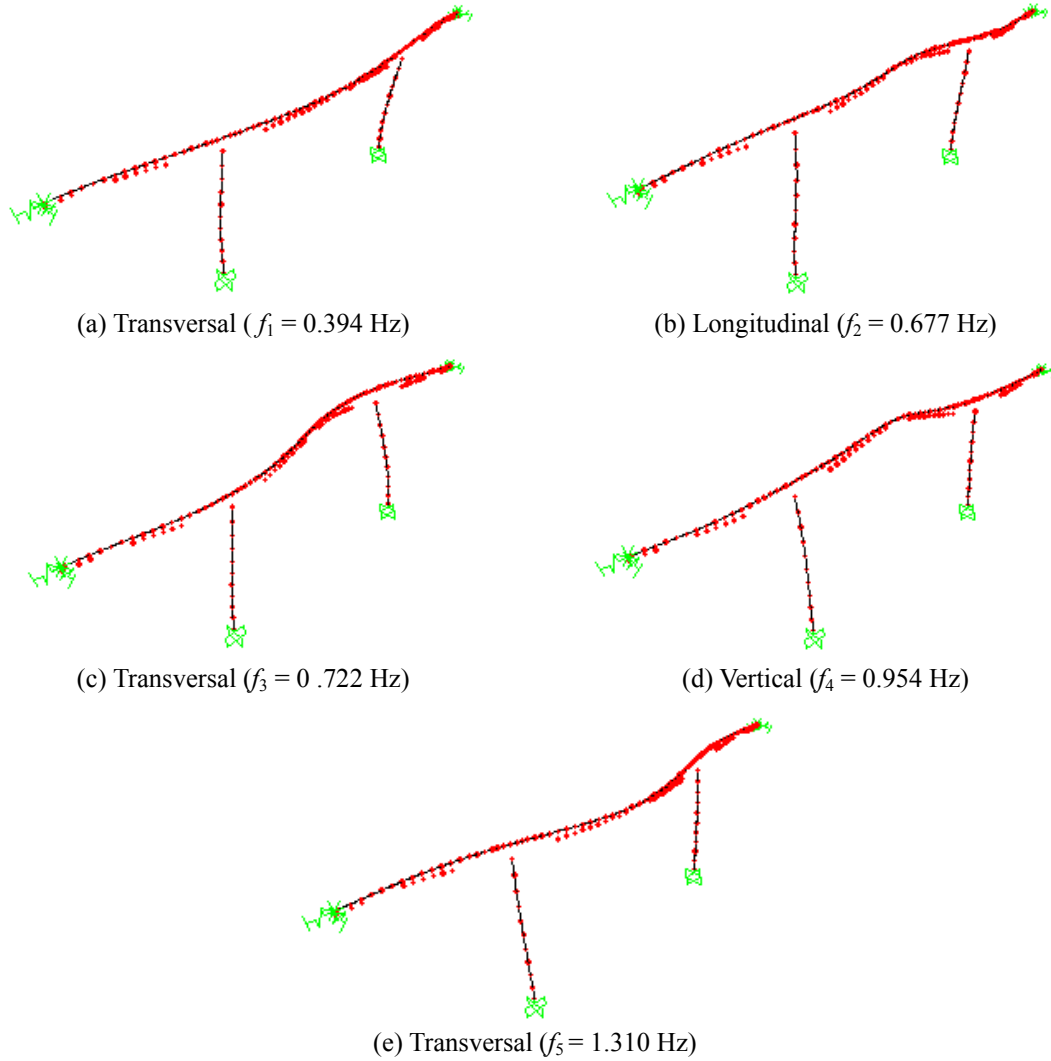 (a) Transversal ( f₁ = 0.394 Hz)
(b) Longitudinal (f₂ = 0.677 Hz)
(c) Transversal (f₃ = 0 .722 Hz)
(d) Vertical (f₄ = 0.954 Hz)
(e) Transversal (f₅ = 1.310 Hz)